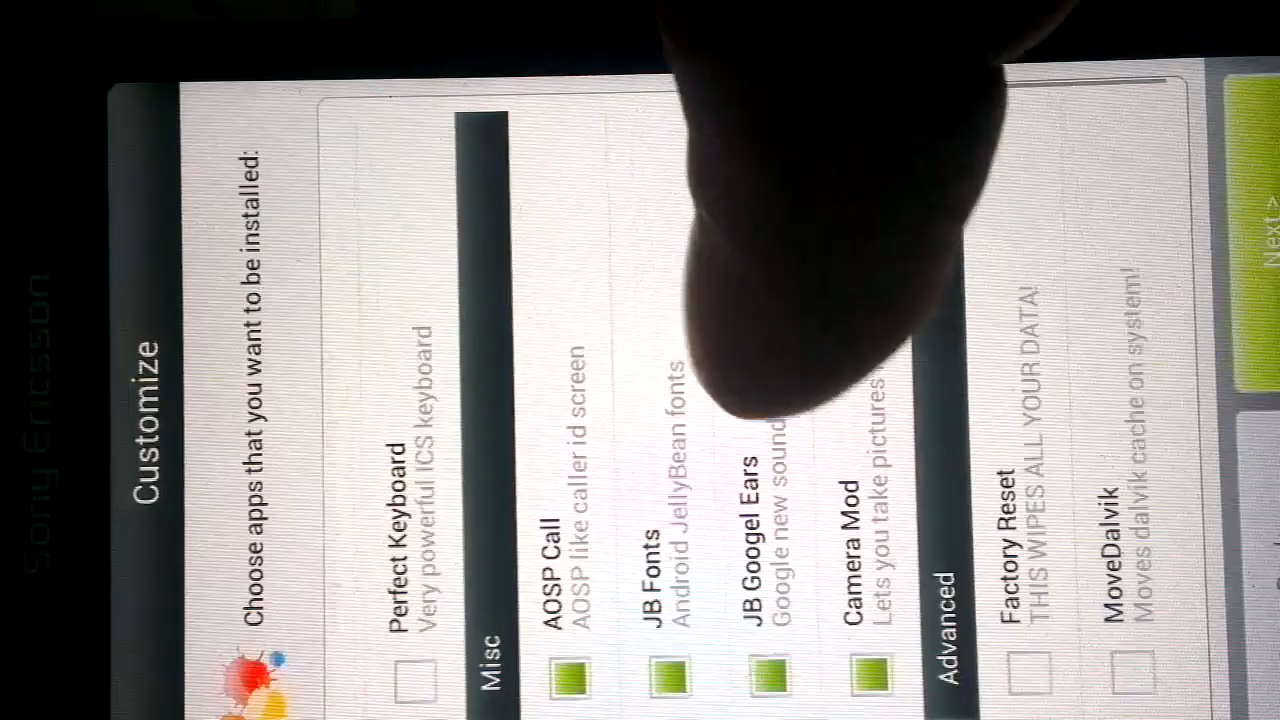 Sony Ericsson
Customize
Choose apps that you want to be installed:
Perfect Keyboard
Very powerful ICS keyboard
Misc
AOSP Call
AOSP like caller id screen
JB Fonts
Android JellyBean fonts
JB Googel Ears
Google new sound
Camera Mod
Lets you take pictures
Advanced
Factory Reset
THIS WIPES ALL YOUR DATA!
MoveDalvik
Moves dalvik cache on system!
Next >